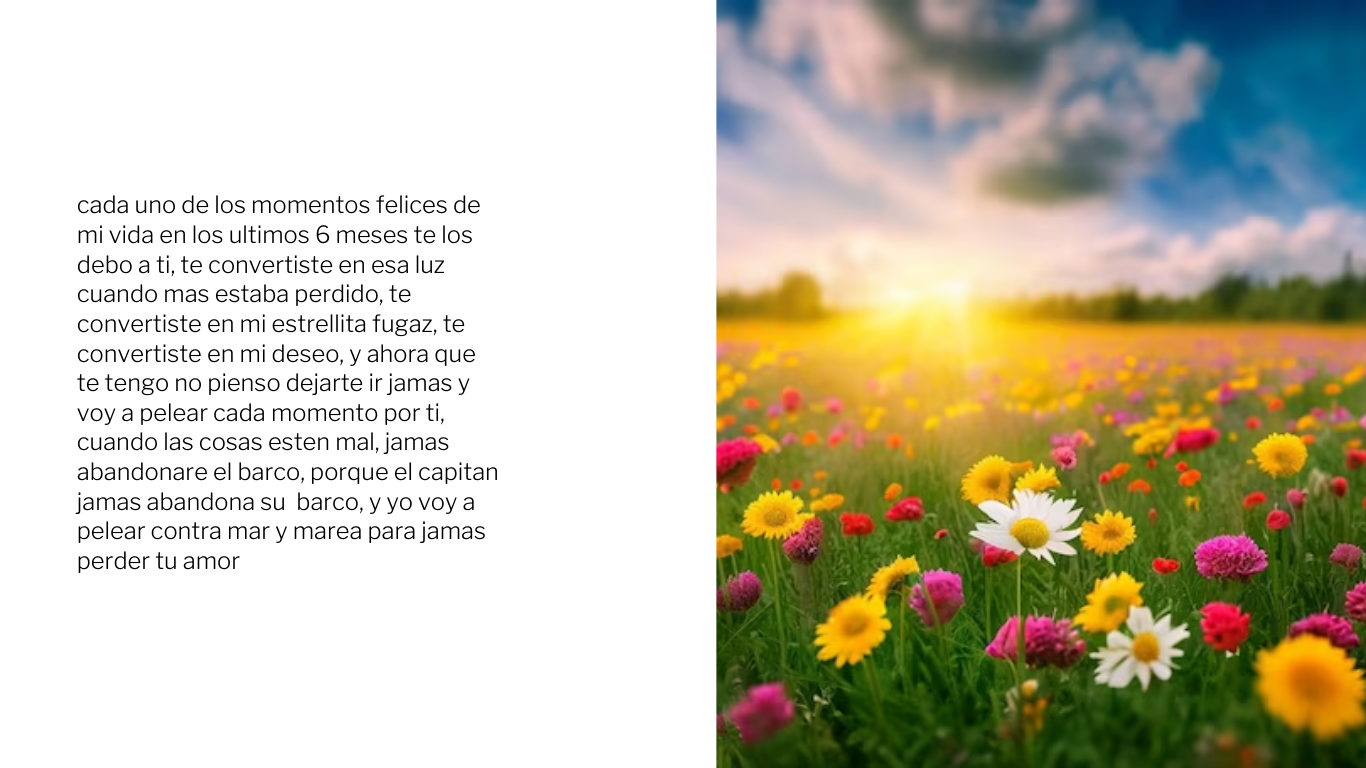 cada uno de los momentos felices de
mi vida en los ultimos 6 meses te los
debo a ti, te convertiste en esa luz
cuando mas estaba perdido, te
convertiste en mi estrellita fugaz, te
convertiste en mi deseo, y ahora que
te tengo no pienso dejarte ir jamas y
voy a pelear cada momento por ti,
cuando las cosas esten mal, jamas
abandonare el barco, porque el capitan
jamas abandona su  barco, y yo voy a
pelear contra mar y marea para jamas
perder tu amor